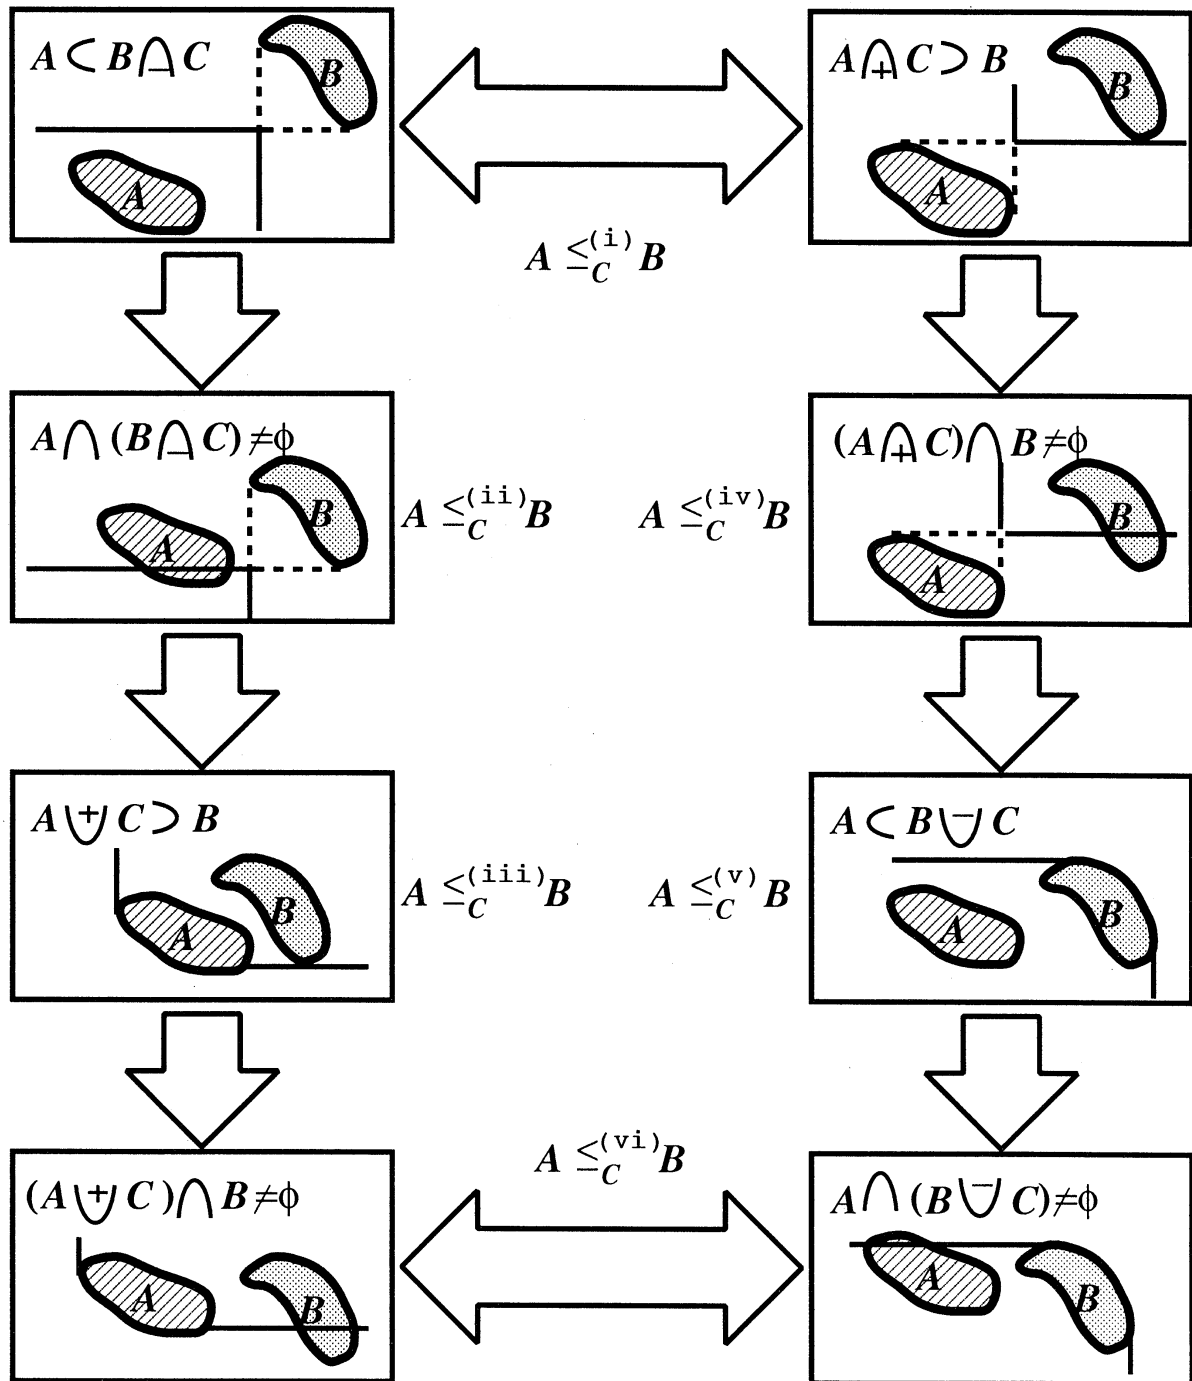 A ⊂ B ⩀ C
B
A
A ⨇ C ⊃ B
B
A
A ≤_C^(i) B
A ∩ (B ⩀ C) ≠ ϕ
B
A
A ≤_C^(ii) B
A ≤_C^(iv) B
(A ⨇ C) ∩ B ≠ ϕ
B
A
A ⊎ C ⊃ B
B
A
A ≤_C^(iii) B
A ≤_C^(v) B
A ⊂ B ⩁ C
B
A
A ≤_C^(vi) B
(A ⊎ C) ∩ B ≠ ϕ
A
B
A ∩ (B ⩁ C) ≠ ϕ
A
B